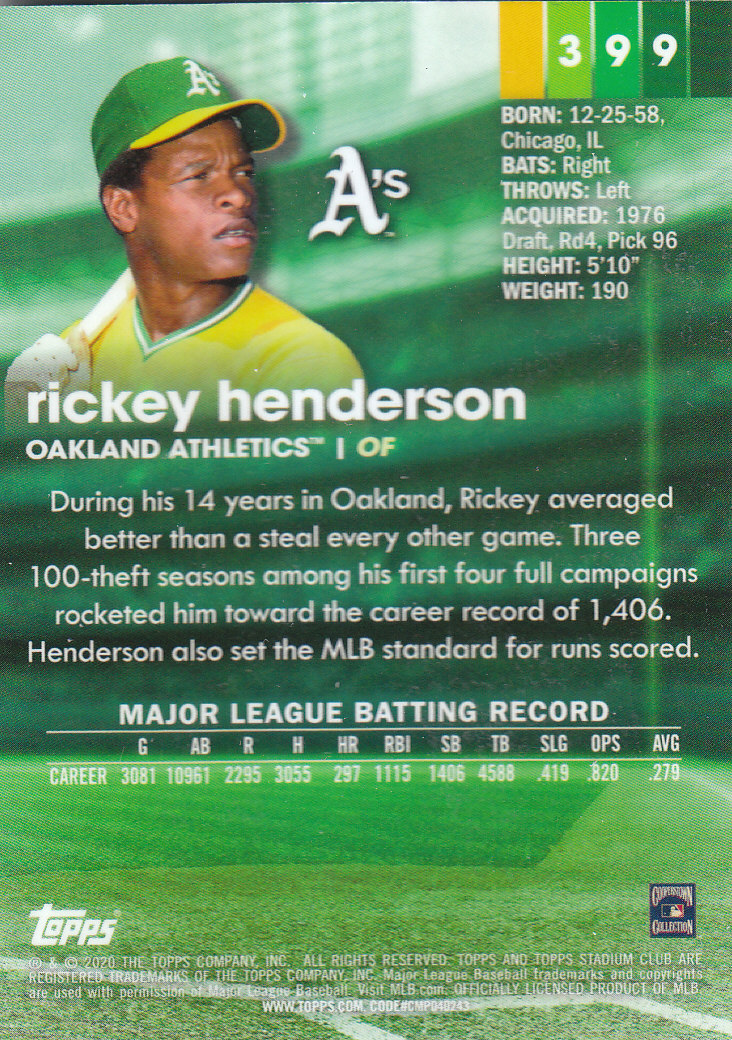 399
BORN: 12-25-58,
Chicago, IL
BATS: Right
THROWS: Left
ACQUIRED: 1976
Draft, Rd4, Pick 96
HEIGHT: 5'10"
WEIGHT: 190
A's
A's™
rickey henderson
OAKLAND ATHLETICS™ | OF
During his 14 years in Oakland, Rickey averaged
better than a steal every other game. Three
100-theft seasons among his first four full campaigns
rocketed him toward the career record of 1,406.
Henderson also set the MLB standard for runs scored.
MAJOR LEAGUE BATTING RECORD
G AB R H HR RBI SB TB SLG OPS AVG
CAREER 3081 10961 2295 3055 297 1115 1406 4588 .419 .820 .279
topps®
COOPERSTOWN
COLLECTION
® & © 2020 THE TOPPS COMPANY, INC. ALL RIGHTS RESERVED. TOPPS AND TOPPS STADIUM CLUB ARE
REGISTERED TRADEMARKS OF THE TOPPS COMPANY, INC. Major League Baseball trademarks and copyrights
are used with permission of Major League Baseball. Visit MLB.com. OFFICIALLY LICENSED PRODUCT OF MLB
WWW.TOPPS.COM CODE#CMP040243